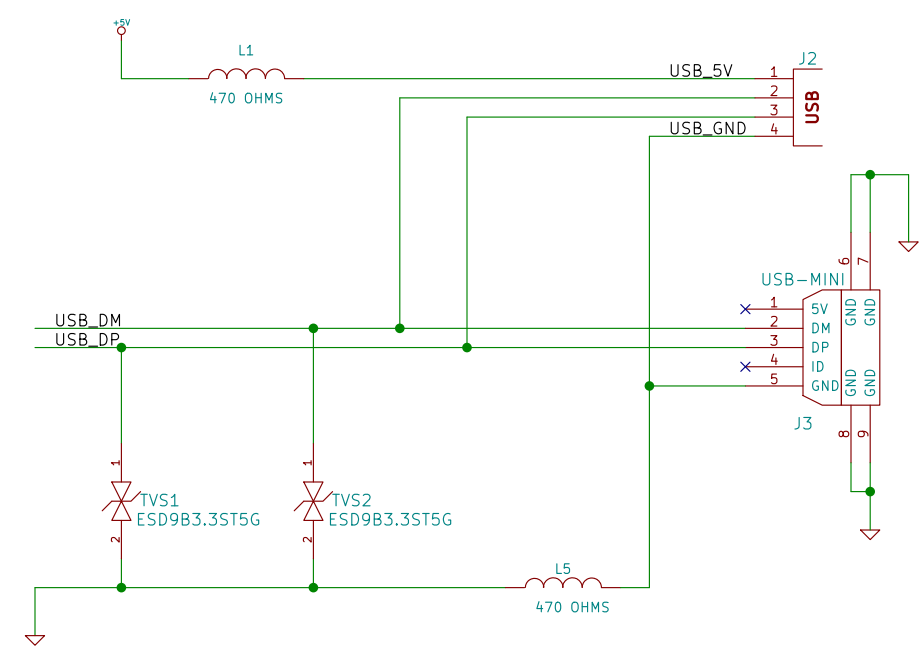 +5V
L1
470 OHMS
USB_5V
USB_GND
1
2
3
4
J2
USB
6
7
USB-MINI
1
2
3
4
5
5V
DM
DP
ID
GND
GND
GND
GND
GND
J3
8
9
USB_DM
USB_DP
1
TVS1
ESD9B3.3ST5G
2
1
TVS2
ESD9B3.3ST5G
2
L5
470 OHMS